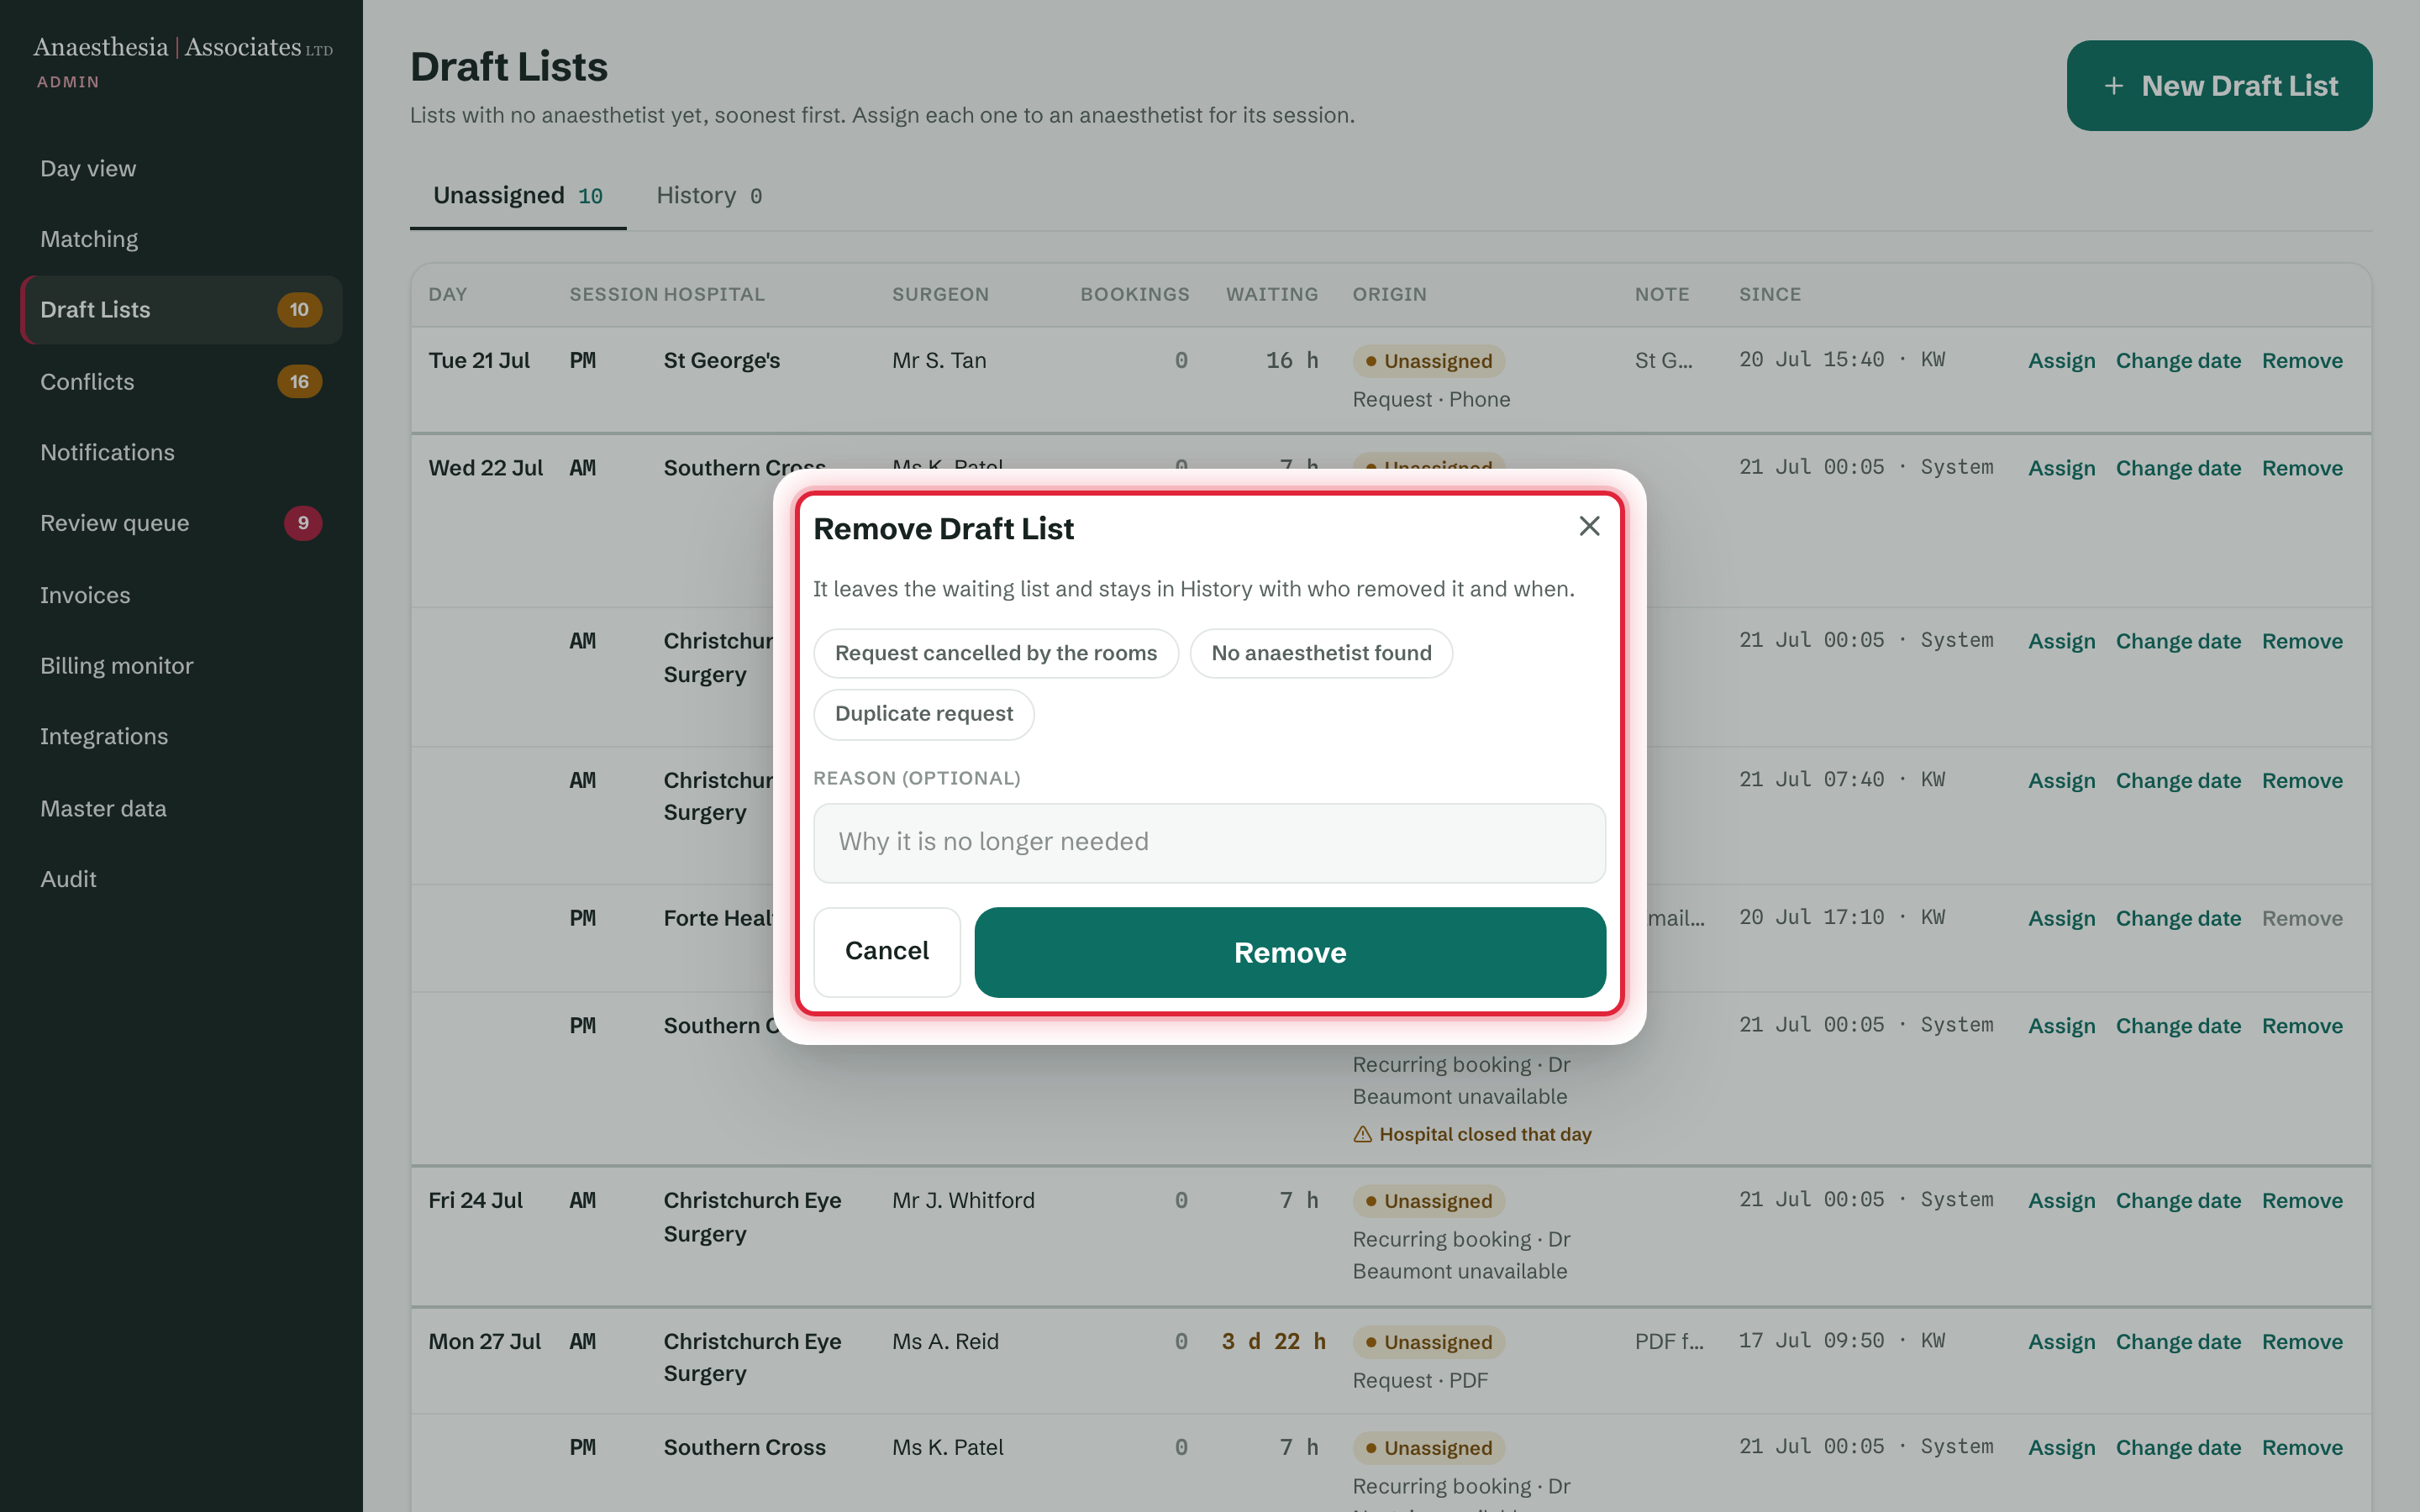 Anaesthesia | Associates LTD
ADMIN
Day view
Matching
Draft Lists 10
Conflicts 16
Notifications
Review queue 9
Invoices
Billing monitor
Integrations
Master data
Audit
Draft Lists
Lists with no anaesthetist yet, soonest first. Assign each one to an anaesthetist for its session.
+ New Draft List
Unassigned 10 History 0
DAY SESSION HOSPITAL SURGEON BOOKINGS WAITING ORIGIN NOTE SINCE
Tue 21 Jul PM St George's Mr S. Tan 0 16 h Unassigned St G... 20 Jul 15:40 · KW Assign Change date Remove
Request · Phone
Wed 22 Jul AM Southern Cross Ms K. Patel 0 7 h Unassigned 21 Jul 00:05 · System Assign Change date Remove
Remove Draft List
It leaves the waiting list and stays in History with who removed it and when.
Request cancelled by the rooms No anaesthetist found
Duplicate request
REASON (OPTIONAL)
Why it is no longer needed
Cancel Remove
AM 21 Jul 00:05 · System Assign Change date Remove
Surgery
AM 21 Jul 07:40 · KW Assign Change date Remove
Surgery
PM Forte 20 Jul 17:10 · KW Assign Change date Remove
PM Southern 21 Jul 00:05 · System Assign Change date Remove
Recurring booking · Dr
Beaumont unavailable
Hospital closed that day
Fri 24 Jul AM Christchurch Eye Mr J. Whitford 0 7 h Unassigned 21 Jul 00:05 · System Assign Change date Remove
Surgery
Recurring booking · Dr
Beaumont unavailable
Mon 27 Jul AM Christchurch Eye Ms A. Reid 0 3 d 22 h Unassigned PDF f... 17 Jul 09:50 · KW Assign Change date Remove
Surgery
Request · PDF
PM Southern Cross Ms K. Patel 0 7 h Unassigned 21 Jul 00:05 · System Assign Change date Remove
Recurring booking · Dr